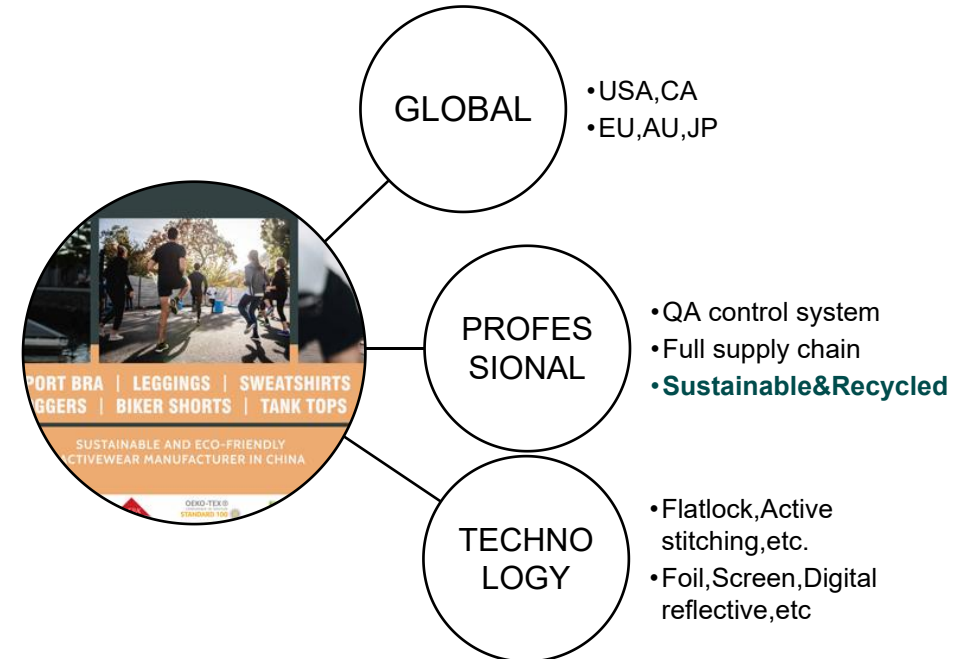 GLOBAL
•USA,CA
•EU,AU,JP
PROFES
SIONAL
•QA control system
•Full supply chain
•Sustainable&Recycled
PORT BRA | LEGGINGS | SWEATSHIRTS
GGERS | BIKER SHORTS | TANK TOPS
SUSTAINABLE AND ECO-FRIENDLY
ACTIVEWEAR MANUFACTURER IN CHINA
OEKO-TEX®
STANDARD 100
TECHNO
LOGY
•Flatlock,Active
stitching,etc.
•Foil,Screen,Digital
reflective,etc